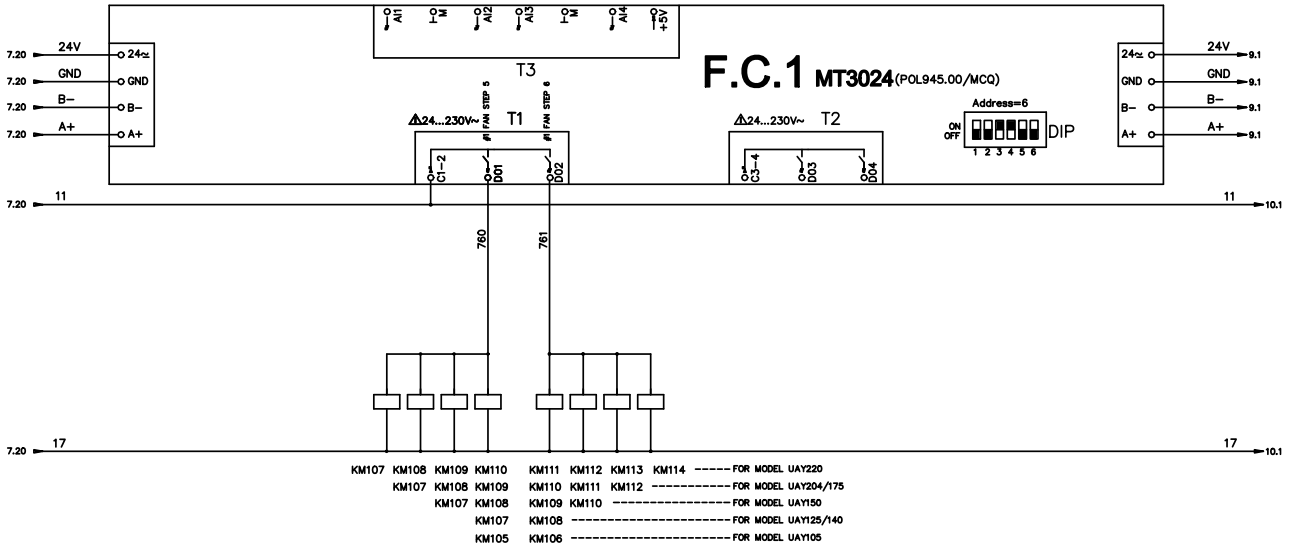 AI1 M AI2 AI3 M AI4 +5V
T3
F.C.1 MT3024(POL945.00/MCQ)
7.20 24V 24≃
7.20 GND GND
7.20 B− B−
7.20 A+ A+
24≃ 24V 9.1
GND GND 9.1
B− B− 9.1
A+ A+ 9.1
#1 FAN STEP 5
#1 FAN STEP 6
⚠24...230V~ T1
C1-2 D01 D02
⚠24...230V~ T2
C3-4 D03 D04
Address=6
ON
OFF
DIP
1 2 3 4 5 6
7.20 11 11 10.1
760 761
7.20 17 17 10.1
KM107 KM108 KM109 KM110 KM111 KM112 KM113 KM114 ------ FOR MODEL UAY220
KM107 KM108 KM109 KM110 KM111 KM112 ------------ FOR MODEL UAY204/175
KM107 KM108 KM109 KM110 ------------------ FOR MODEL UAY150
KM107 KM108 ------------------------ FOR MODEL UAY125/140
KM105 KM106 ------------------------ FOR MODEL UAY105